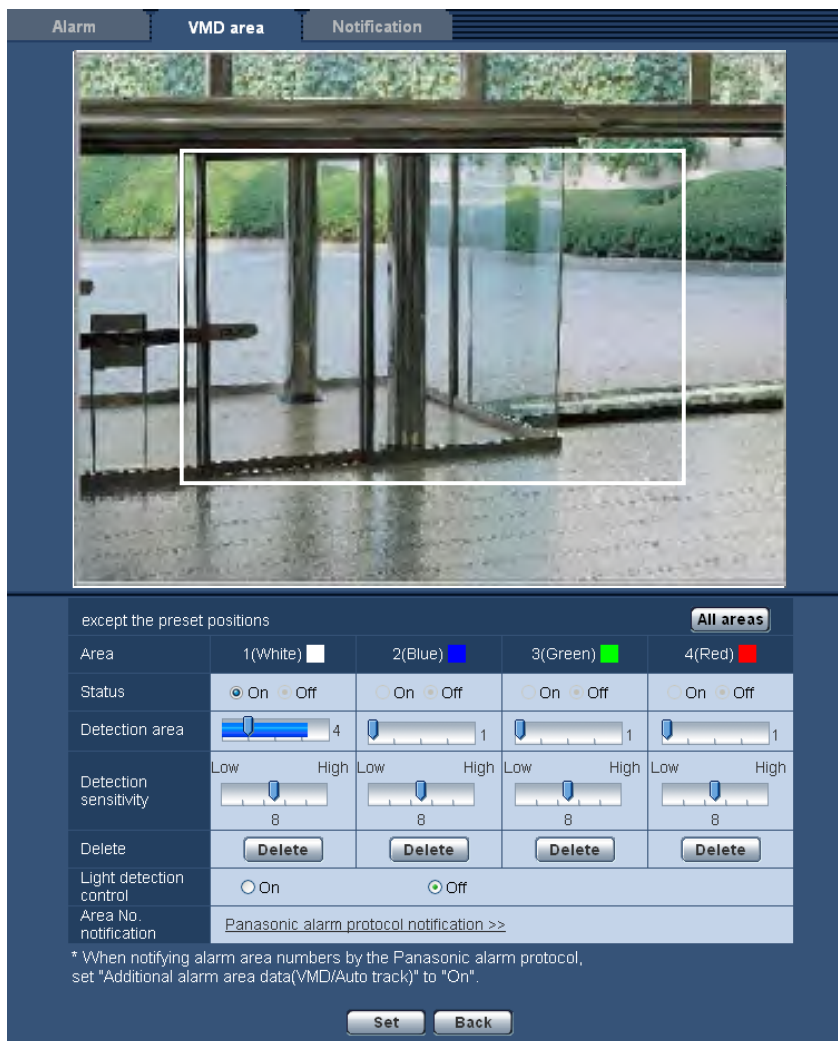 Alarm VMD area Notification
except the preset positions All areas
Area 1(White) 2(Blue) 3(Green) 4(Red)
Status On Off On Off On Off On Off
Detection area 4 1 1 1
Detection sensitivity Low High Low High Low High Low High
8 8 8 8
Delete Delete Delete Delete Delete
Light detection control On Off
Area No. notification Panasonic alarm protocol notification >>
* When notifying alarm area numbers by the Panasonic alarm protocol,
set "Additional alarm area data(VMD/Auto track)" to "On".
Set Back